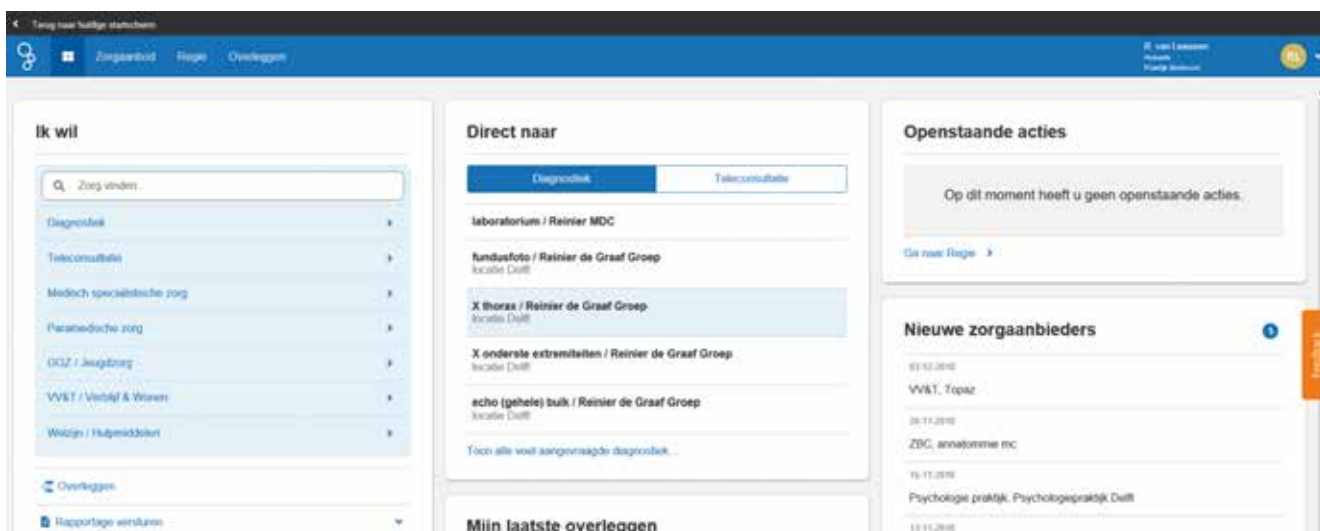 Terug naar huidige startscherm
Zorgaanbod Regie Overleggen
R. van Leeuwen
Ik wil
Zorg vinden...
Diagnostiek
Teleconsultatie
Medisch specialistische zorg
Paramedische zorg
GGZ / Jeugdzorg
VV&T / Verblijf & Wonen
Welzijn / Hulpmiddelen
Overleggen
Rapportage versturen
Direct naar
Diagnostiek Teleconsultatie
laboratorium / Reinier MDC
fundusfoto / Reinier de Graaf Groep
locatie Delft
X thorax / Reinier de Graaf Groep
locatie Delft
X onderste extremiteiten / Reinier de Graaf Groep
locatie Delft
echo (gehele) buik / Reinier de Graaf Groep
locatie Delft
Toon alle veel aangevraagde diagnostiek...
Mijn laatste overleggen
Openstaande acties
Op dit moment heeft u geen openstaande acties.
Ga naar Regie
Nieuwe zorgaanbieders
VV&T, Topaz
ZBC, annatommie mc
Psychologie praktijk, Psychologiepraktijk Delft
feedback